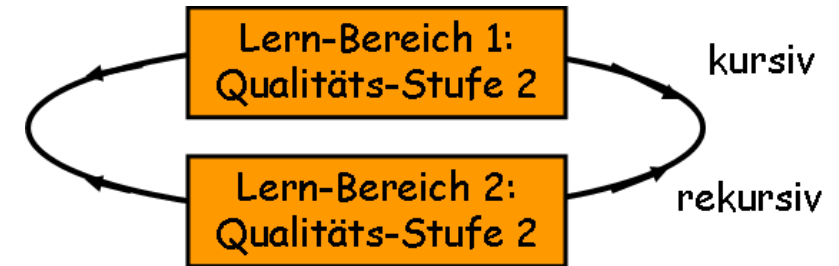 Lern-Bereich 1:
Qualitäts-Stufe 2
kursiv
Lern-Bereich 2:
Qualitäts-Stufe 2
rekursiv